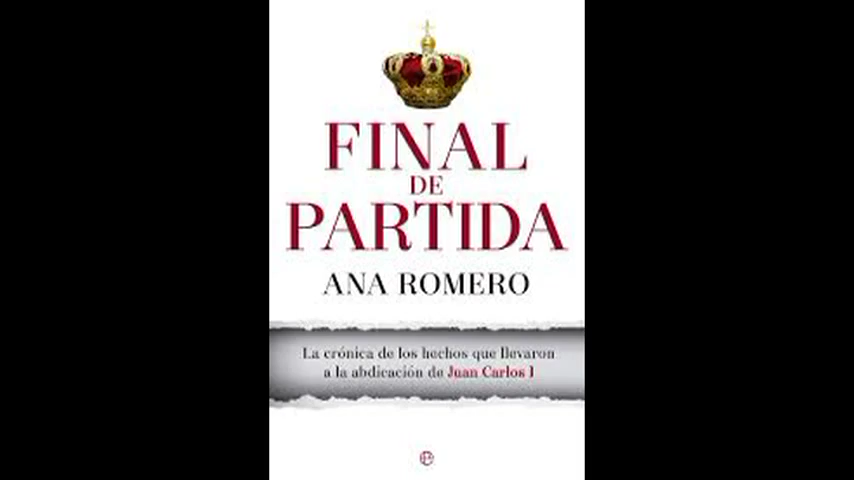 FINAL
DE
PARTIDA
ANA ROMERO
La crónica de los hechos que llevaron
a la abdicación de Juan Carlos I